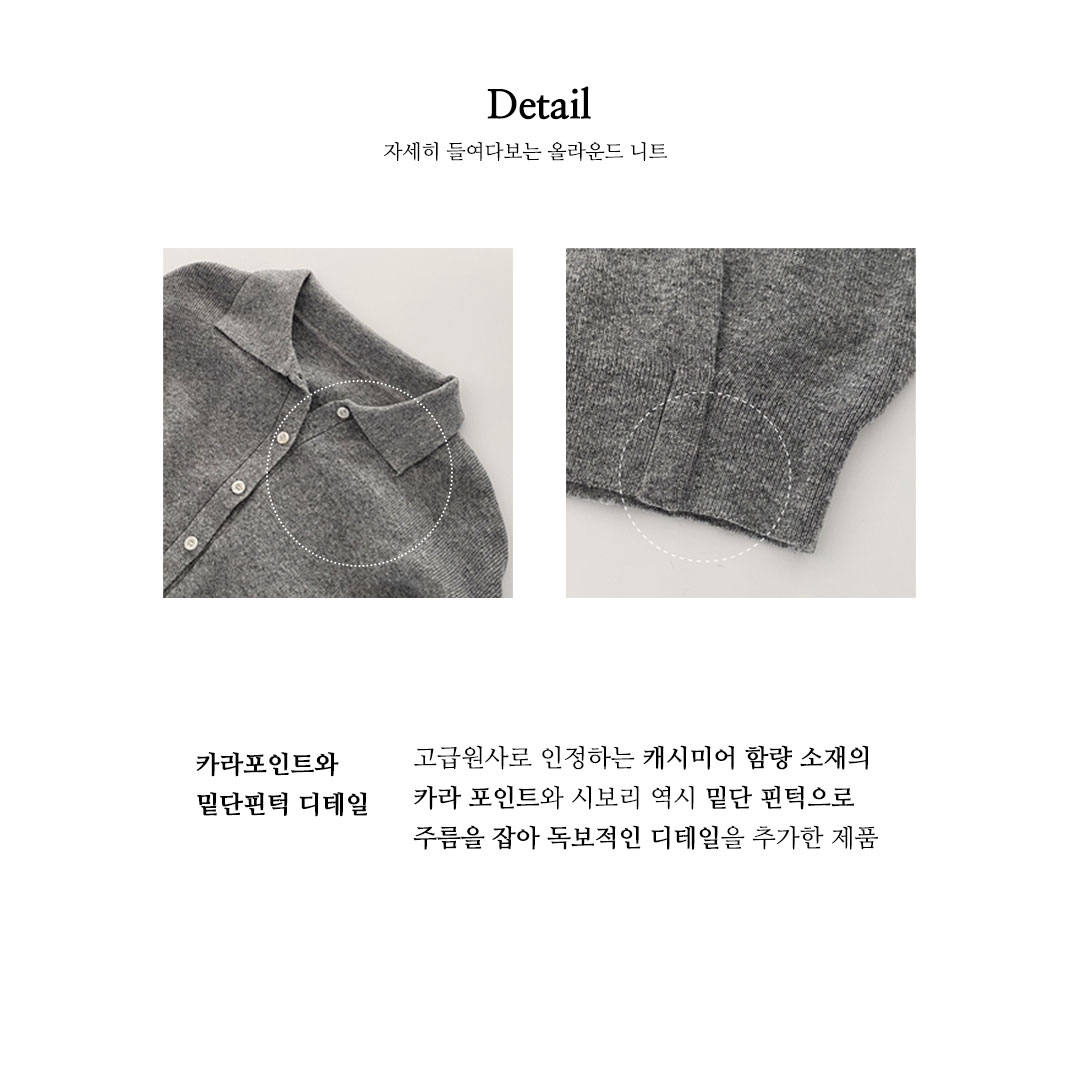 Detail
자세히 들여다보는 올라운드 니트
카라포인트와
밑단핀턱 디테일
고급원사로 인정하는 캐시미어 함량 소재의
카라 포인트와 시보리 역시 밑단 핀턱으로
주름을 잡아 독보적인 디테일을 추가한 제품